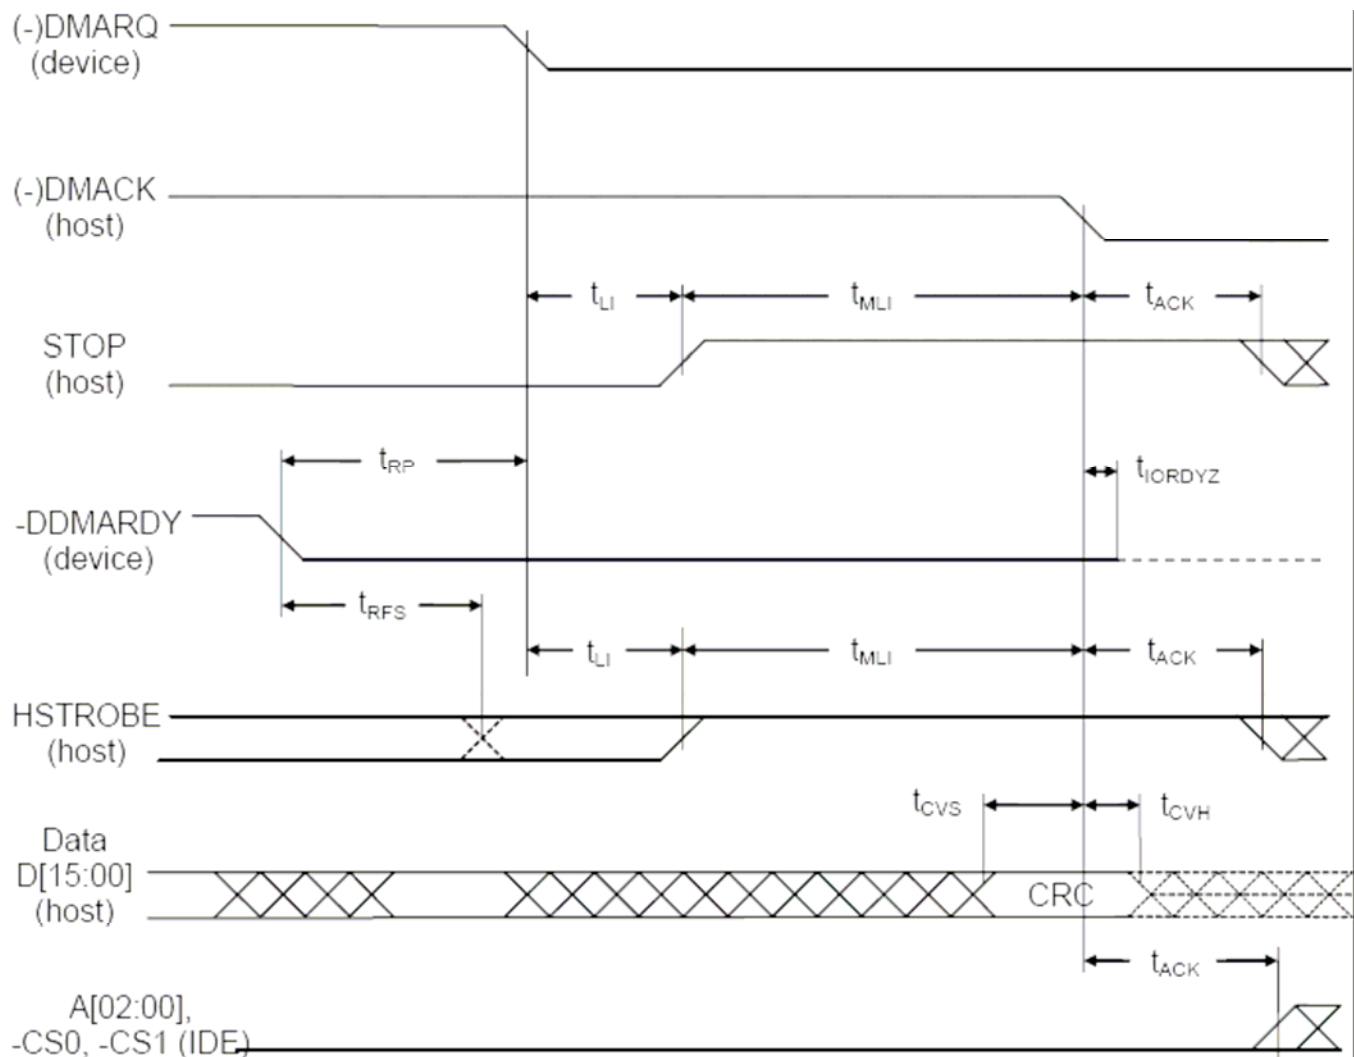 (-)DMARQ
(device)
(-)DMACK
(host)
tLI
tMLI
tACK
STOP
(host)
tRP
tIORDYZ
-DDMARDY
(device)
tRFS
tLI
tMLI
tACK
HSTROBE
(host)
tCVS
tCVH
Data
D[15:00]
(host)
CRC
tACK
A[02:00],
-CS0, -CS1 (IDE)